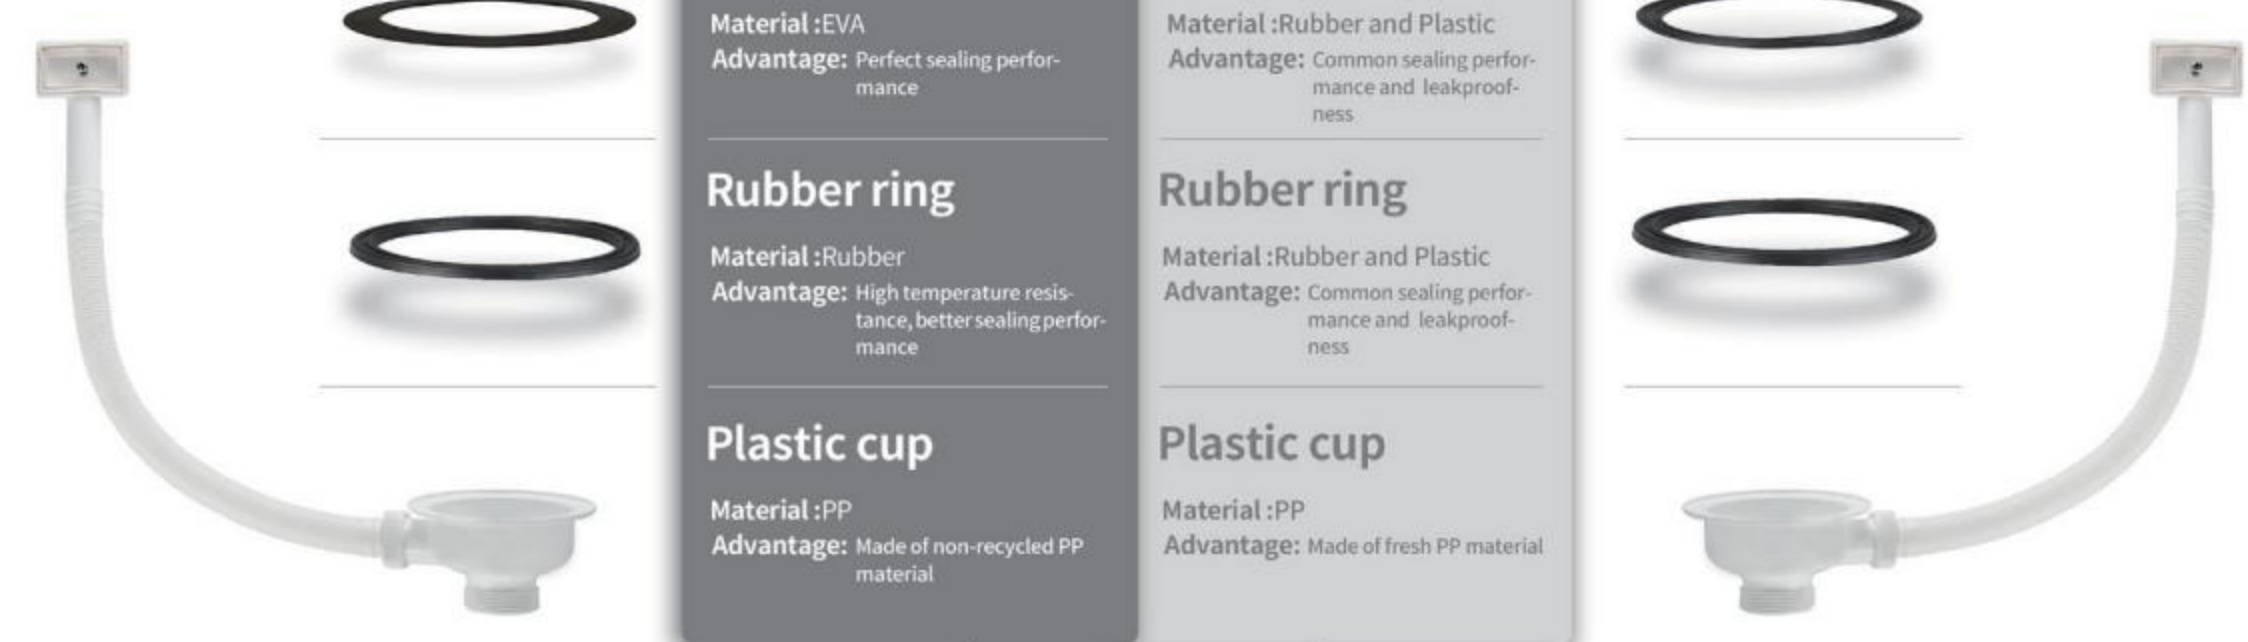 Material :EVA
Advantage: Perfect sealing perfor-
mance
Rubber ring
Material :Rubber
Advantage: High temperature resis-
tance, better sealing perfor-
mance
Plastic cup
Material :PP
Advantage: Made of non-recycled PP
material
Material :Rubber and Plastic
Advantage: Common sealing perfor-
mance and leakproof-
ness
Rubber ring
Material :Rubber and Plastic
Advantage: Common sealing perfor-
mance and leakproof-
ness
Plastic cup
Material :PP
Advantage: Made of fresh PP material